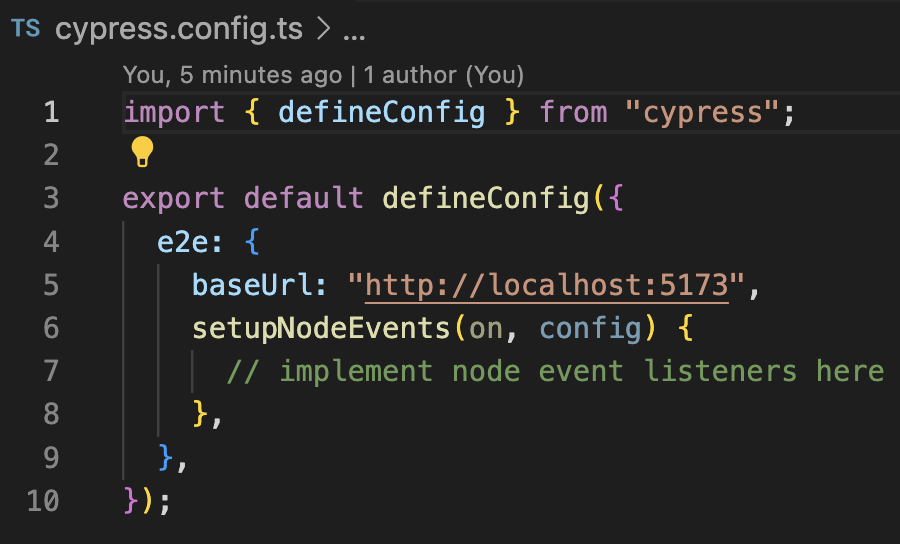 TS cypress.config.ts > ...
You, 5 minutes ago | 1 author (You)
1 import { defineConfig } from "cypress";
2
3 export default defineConfig({
4   e2e: {
5     baseUrl: "http://localhost:5173",
6     setupNodeEvents(on, config) {
7       // implement node event listeners here
8     },
9   },
10 });